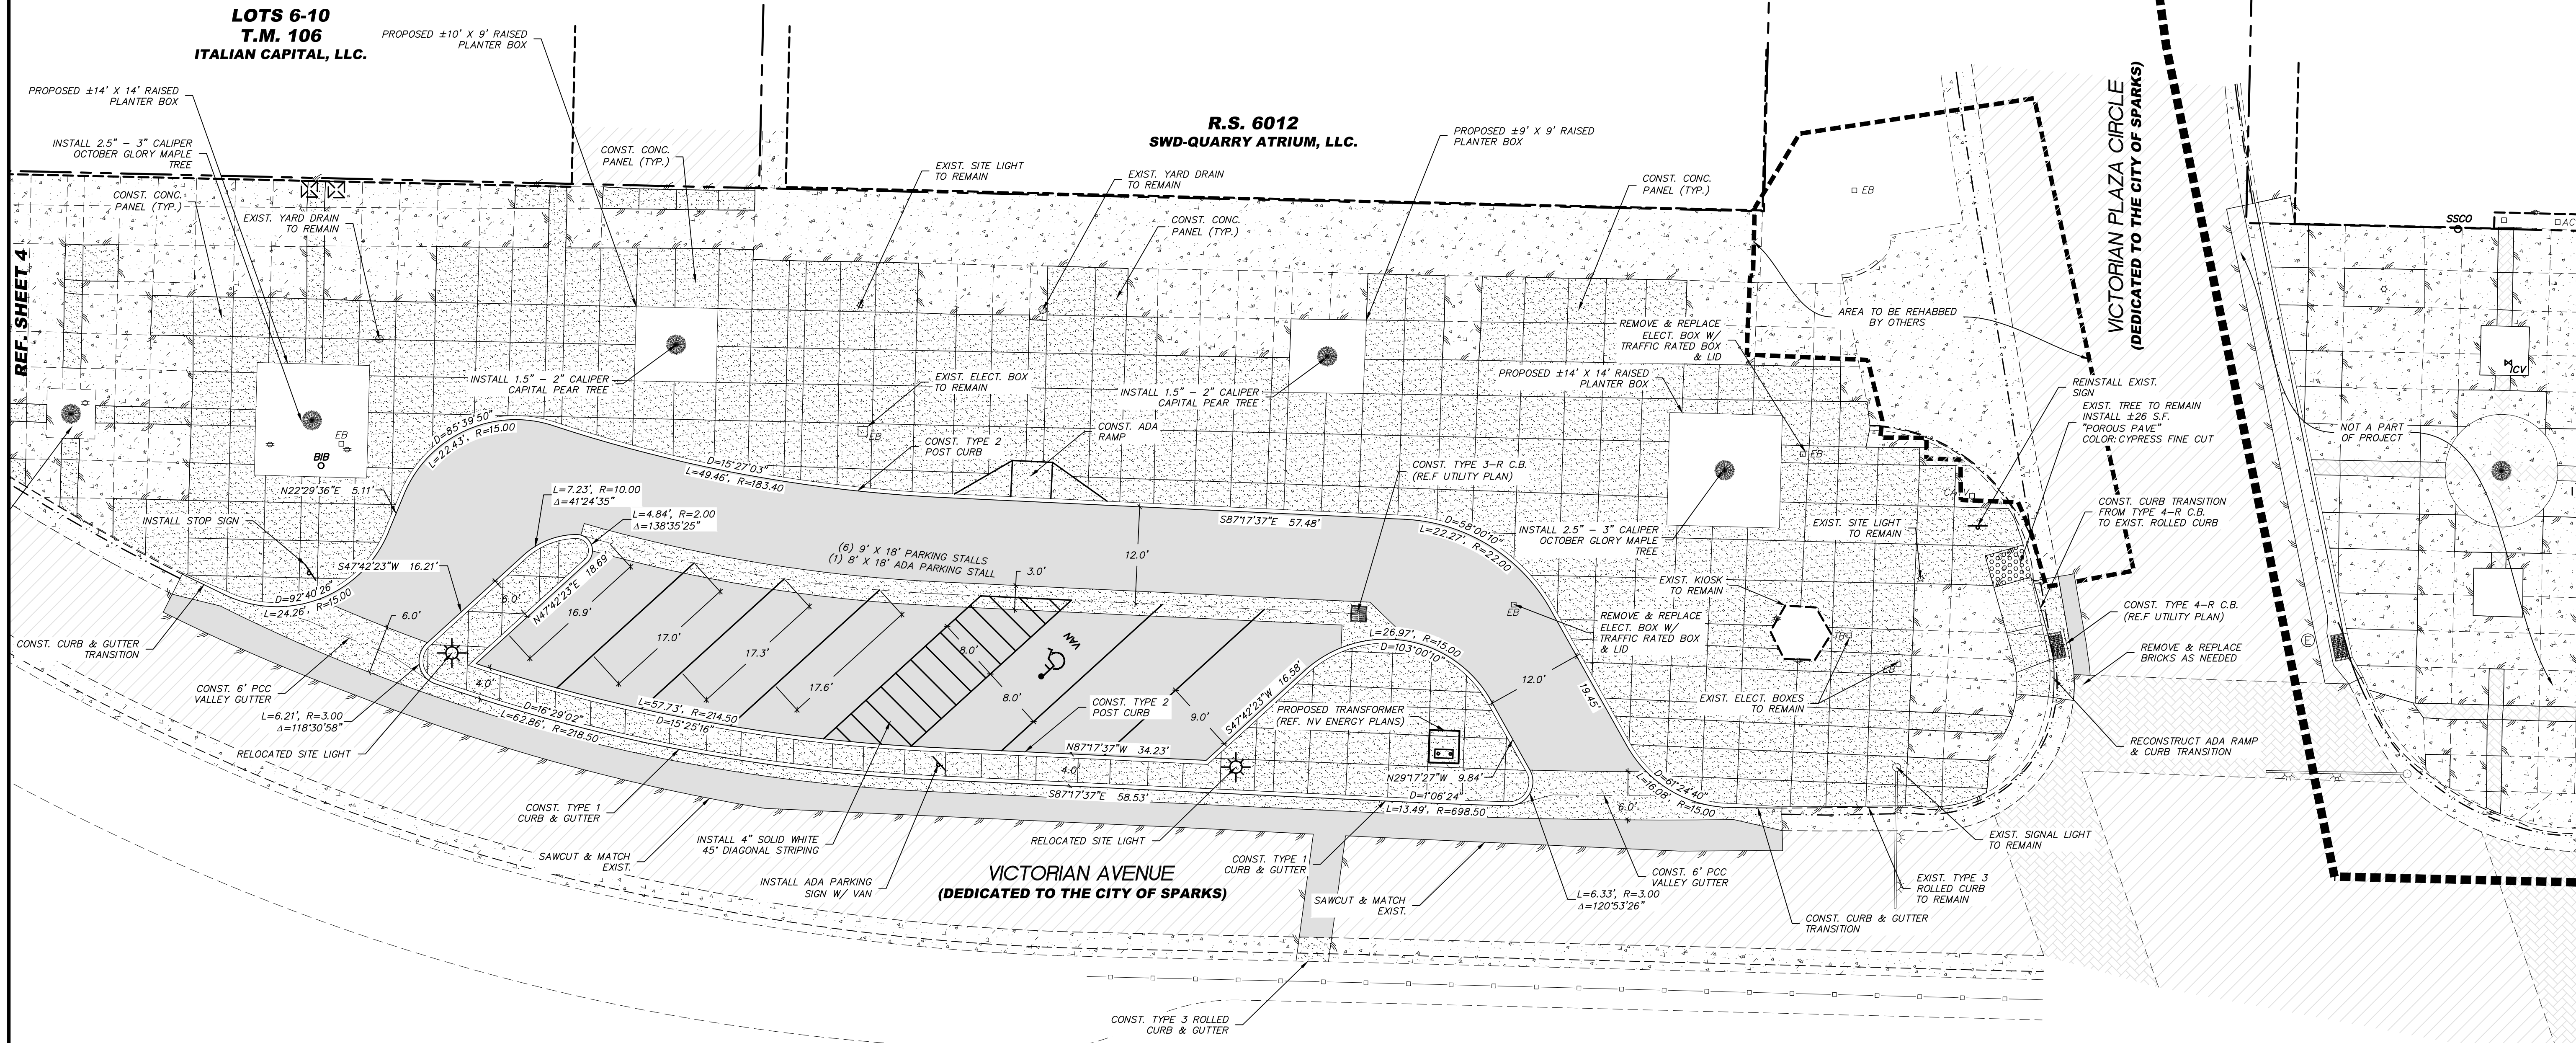 LOTS 6-10
T.M. 106
ITALIAN CAPITAL, LLC.
PROPOSED ±10' X 9' RAISED
PLANTER BOX
PROPOSED ±14' X 14' RAISED
PLANTER BOX
INSTALL 2.5" - 3" CALIPER
OCTOBER GLORY MAPLE
TREE
CONST. CONC.
PANEL (TYP.)
EXIST. YARD DRAIN
TO REMAIN
REF. SHEET 4
CONST. CONC.
PANEL (TYP.)
R.S. 6012
SWD-QUARRY ATRIUM, LLC.
EXIST. SITE LIGHT
TO REMAIN
EXIST. YARD DRAIN
TO REMAIN
CONST. CONC.
PANEL (TYP.)
PROPOSED ±9' X 9' RAISED
PLANTER BOX
CONST. CONC.
PANEL (TYP.)
EB
VICTORIAN PLAZA CIRCLE
(DEDICATED TO THE CITY OF SPARKS)
SSCO
AC
ICV
AREA TO BE REHABBED
BY OTHERS
REMOVE & REPLACE
ELECT. BOX W/
TRAFFIC RATED BOX
& LID
PROPOSED ±14' X 14' RAISED
PLANTER BOX
INSTALL 1.5" - 2" CALIPER
CAPITAL PEAR TREE
EXIST. ELECT. BOX
TO REMAIN
INSTALL 1.5" - 2" CALIPER
CAPITAL PEAR TREE
REINSTALL EXIST.
SIGN
EXIST. TREE TO REMAIN
INSTALL ±26 S.F.
"POROUS PAVE"
COLOR: CYPRESS FINE CUT
NOT A PART
OF PROJECT
EB
BIB
D=85°39'50"
L=22.43', R=15.00
EB
CONST. TYPE 2
POST CURB
CONST. ADA
RAMP
D=15°27'03"
L=49.46', R=183.40
CONST. TYPE 3-R C.B.
(RE.F UTILITY PLAN)
EB
N22°29'36"E 5.11'
L=7.23', R=10.00
Δ=41°24'35"
L=4.84', R=2.00
Δ=138°35'25"
INSTALL STOP SIGN
S87°17'37"E 57.48'
D=58°00'10"
L=22.27', R=22.00
INSTALL 2.5" - 3" CALIPER
OCTOBER GLORY MAPLE
TREE
EXIST. SITE LIGHT
TO REMAIN
CONST. CURB TRANSITION
FROM TYPE 4-R C.B.
TO EXIST. ROLLED CURB
S47°42'23"W 16.21'
(6) 9' X 18' PARKING STALLS
(1) 8' X 18' ADA PARKING STALL
12.0'
3.0'
EXIST. KIOSK
TO REMAIN
D=92°40'26"
L=24.26', R=15.00
6.0'
6.0'
N47°42'23"E 18.69
16.9'
17.0'
17.3'
17.6'
8.0'
VAN
8.0'
9.0'
EB
REMOVE & REPLACE
ELECT. BOX W/
TRAFFIC RATED BOX
& LID
CONST. TYPE 4-R C.B.
(RE.F UTILITY PLAN)
E
CONST. CURB & GUTTER
TRANSITION
REMOVE & REPLACE
BRICKS AS NEEDED
L=26.97', R=15.00
D=103°00'10"
12.0'
19.45'
EB
CONST. 6' PCC
VALLEY GUTTER
4.0'
L=57.73', R=214.50
D=15°25'16"
D=16°29'02"
L=62.86', R=218.50
CONST. TYPE 2
POST CURB
S47°42'23"W 16.58'
PROPOSED TRANSFORMER
(REF. NV ENERGY PLANS)
EXIST. ELECT. BOXES
TO REMAIN
L=6.21', R=3.00
Δ=118°30'58"
RELOCATED SITE LIGHT
N87°17'37"W 34.23'
4.0'
N29°17'27"W 9.84'
RECONSTRUCT ADA RAMP
& CURB TRANSITION
S87°17'37"E 58.53'
D=1°06'24"
L=13.49', R=698.50
D=61°24'40"
L=16.08', R=15.00
6.0'
CONST. TYPE 1
CURB & GUTTER
INSTALL 4" SOLID WHITE
45° DIAGONAL STRIPING
RELOCATED SITE LIGHT
EXIST. SIGNAL LIGHT
TO REMAIN
SAWCUT & MATCH
EXIST.
INSTALL ADA PARKING
SIGN W/ VAN
VICTORIAN AVENUE
(DEDICATED TO THE CITY OF SPARKS)
CONST. TYPE 1
CURB & GUTTER
SAWCUT & MATCH
EXIST.
CONST. 6' PCC
VALLEY GUTTER
L=6.33', R=3.00
Δ=120°53'26"
EXIST. TYPE 3
ROLLED CURB
TO REMAIN
CONST. CURB & GUTTER
TRANSITION
CONST. TYPE 3 ROLLED
CURB & GUTTER